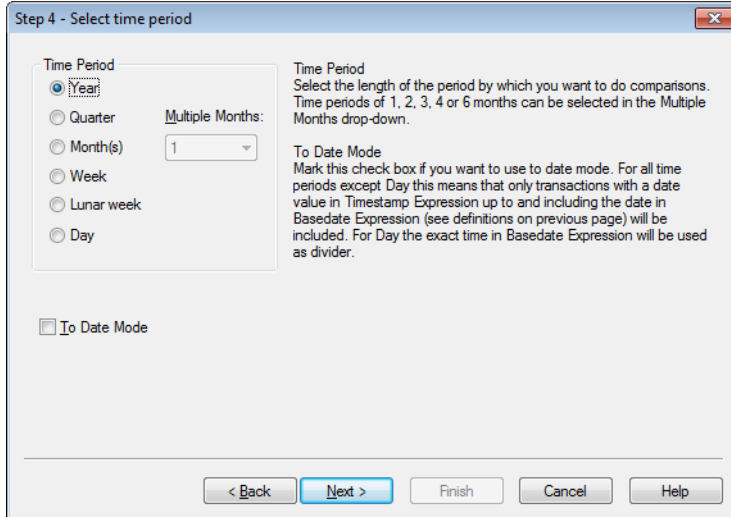 Step 4 - Select time period
Time Period
Year
Quarter
Multiple Months:
Month(s)
1
Week
Lunar week
Day
To Date Mode
Time Period
Select the length of the period by which you want to do comparisons.
Time periods of 1, 2, 3, 4 or 6 months can be selected in the Multiple
Months drop-down.
To Date Mode
Mark this check box if you want to use to date mode. For all time
periods except Day this means that only transactions with a date
value in Timestamp Expression up to and including the date in
Basedate Expression (see definitions on previous page) will be
included. For Day the exact time in Basedate Expression will be used
as divider.
< Back
Next >
Finish
Cancel
Help